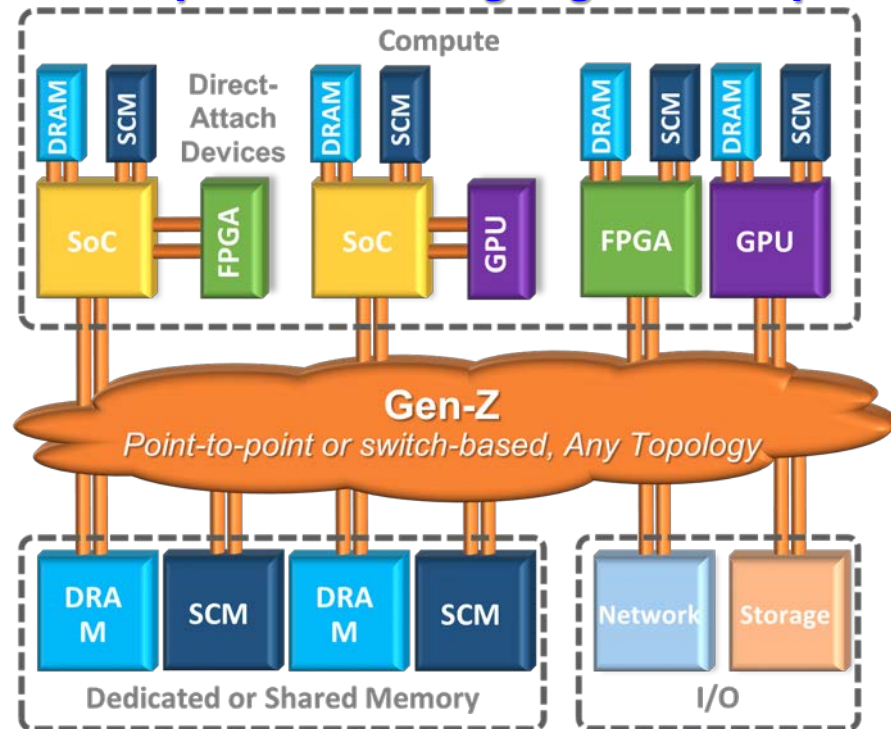 Compute
DRAM
SCM
Direct-
Attach
Devices
DRAM
SCM
DRAM
SCM
DRAM
SCM
SoC
FPGA
SoC
GPU
FPGA
GPU
Gen-Z
Point-to-point or switch-based, Any Topology
DRA
M
SCM
DRA
M
SCM
Network
Storage
Dedicated or Shared Memory
I/O